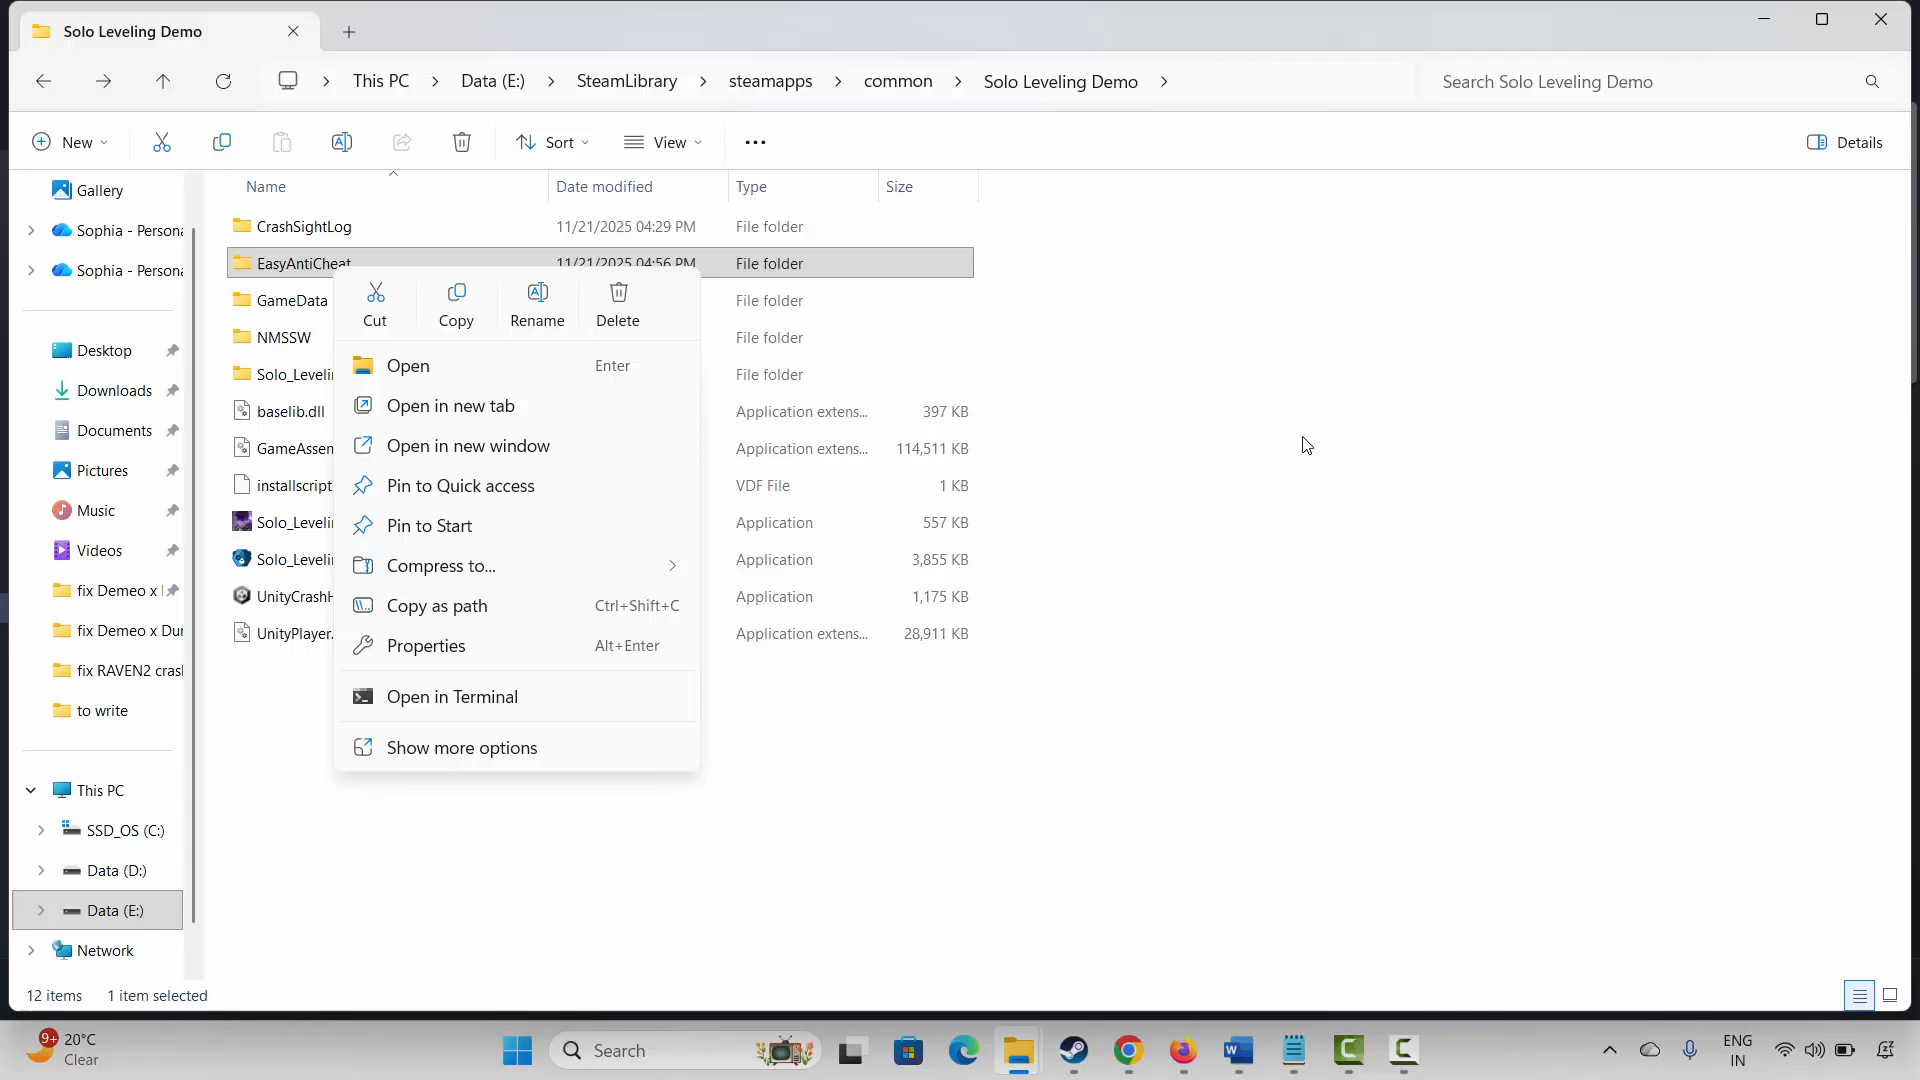 Solo Leveling Demo
This PC
Data (E:)
SteamLibrary
steamapps
common
Solo Leveling Demo
Search Solo Leveling Demo
New
Sort
View
Details
Name
Date modified
Type
Size
CrashSightLog 11/21/2025 04:29 PM File folder
EasyAntiCheat 11/21/2025 04:56 PM File folder
GameData File folder
NMSSW File folder
Solo_Levelin File folder
baselib.dll Application extens... 397 KB
GameAssem Application extens... 114,511 KB
installscript VDF File 1 KB
Solo_Levelin Application 557 KB
Solo_Levelin Application 3,855 KB
UnityCrashH Application 1,175 KB
UnityPlayer. Application extens... 28,911 KB
Cut
Copy
Rename
Delete
Open Enter
Open in new tab
Open in new window
Pin to Quick access
Pin to Start
Compress to...
Copy as path Ctrl+Shift+C
Properties Alt+Enter
Open in Terminal
Show more options
Gallery
Sophia - Persona
Sophia - Persona
Desktop
Downloads
Documents
Pictures
Music
Videos
fix Demeo x
fix Demeo x Dun
fix RAVEN2 cras
to write
This PC
SSD_OS (C:)
Data (D:)
Data (E:)
Network
12 items
1 item selected
9+
20°C
Clear
Search
ENG
IN